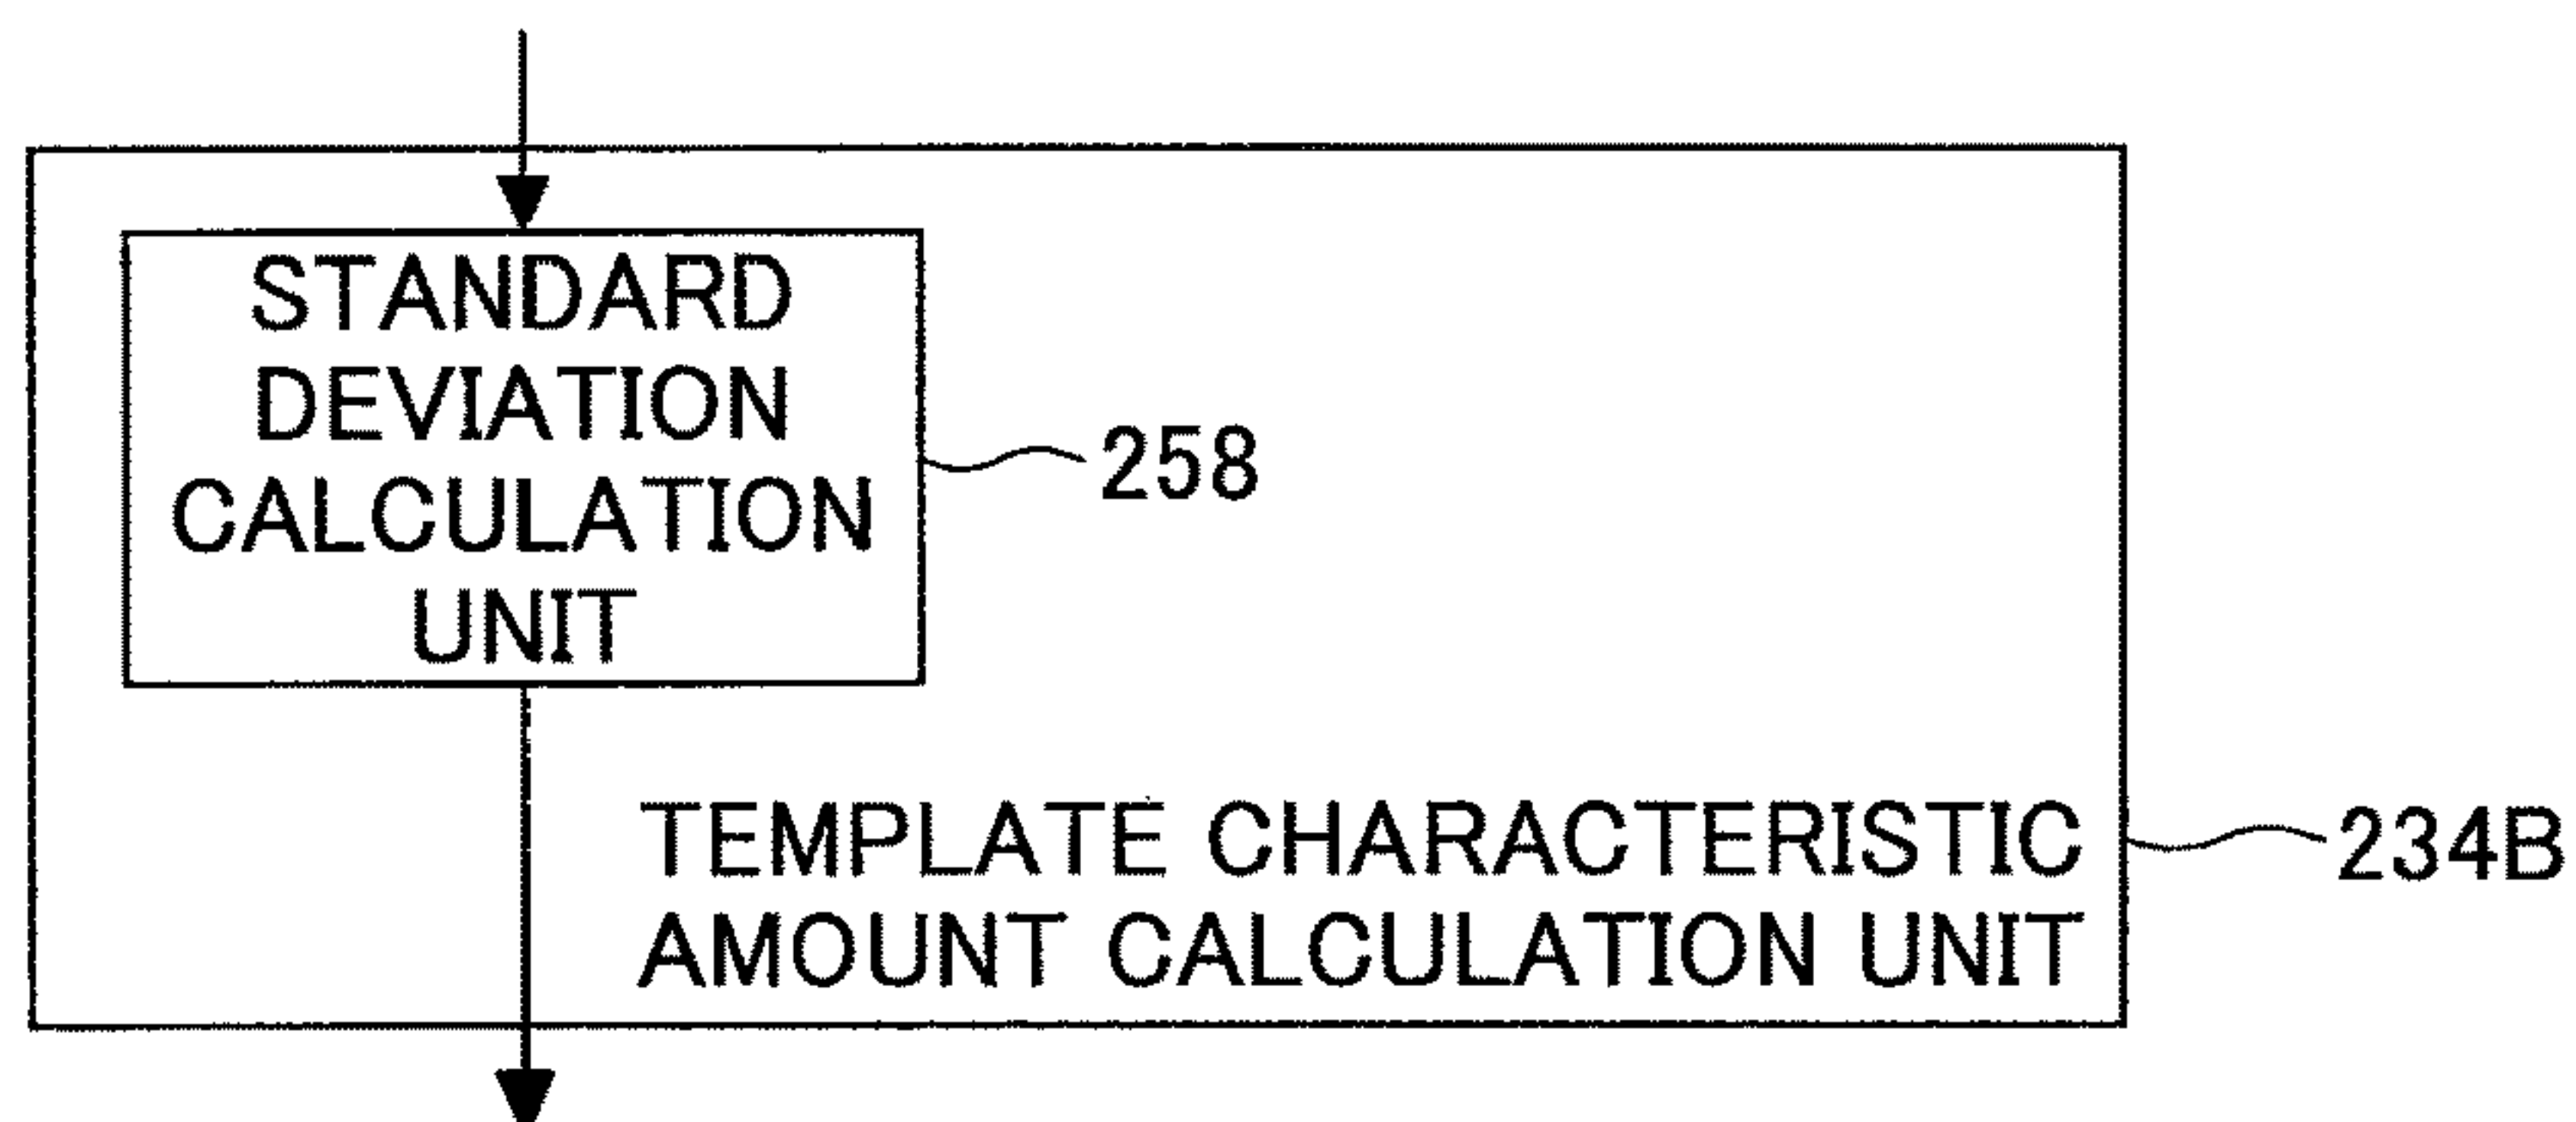 STANDARD
DEVIATION
CALCULATION
UNIT
258
TEMPLATE CHARACTERISTIC
AMOUNT CALCULATION UNIT
234B